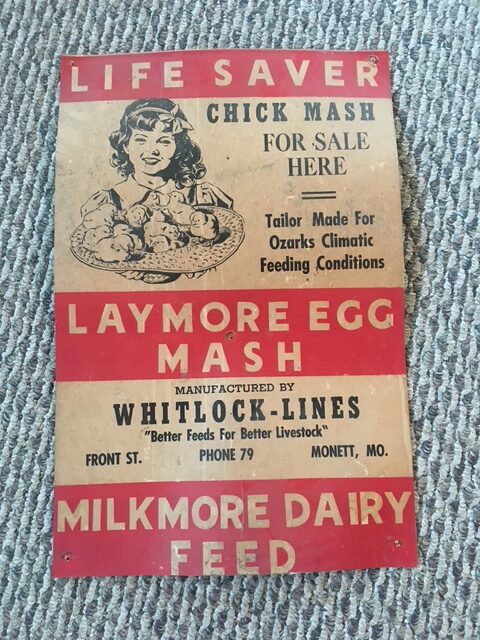 LIFE SAVER
CHICK MASH
FOR SALE
HERE
Tailor Made For
Ozarks Climatic
Feeding Conditions
LAYMORE EGG
MASH
MANUFACTURED BY
WHITLOCK-LINES
"Better Feeds For Better Livestock"
FRONT ST. PHONE 79 MONETT, MO.
MILKMORE DAIRY
FEED